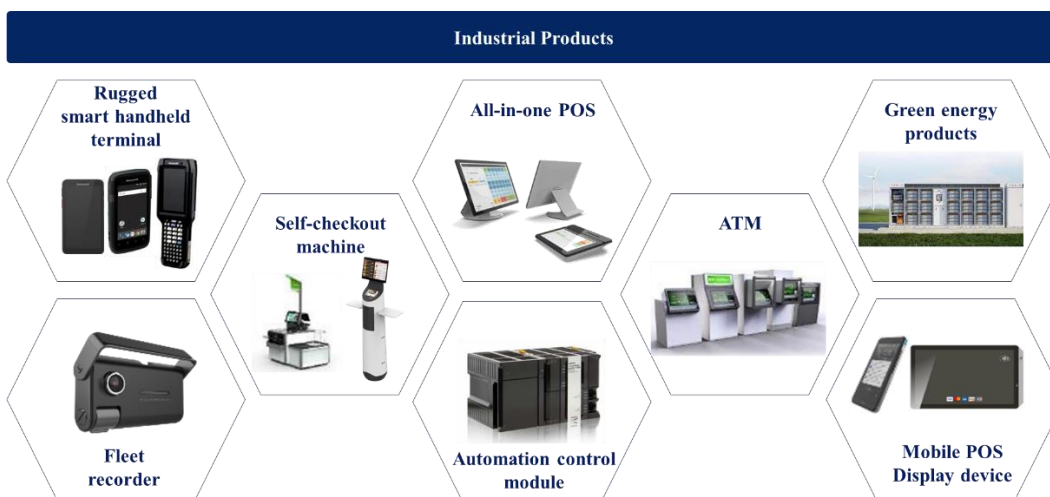 Industrial Products
Rugged
smart handheld
terminal
All-in-one POS
Green energy
products
Self-checkout
machine
ATM
Fleet
recorder
Automation control
module
Mobile POS
Display device